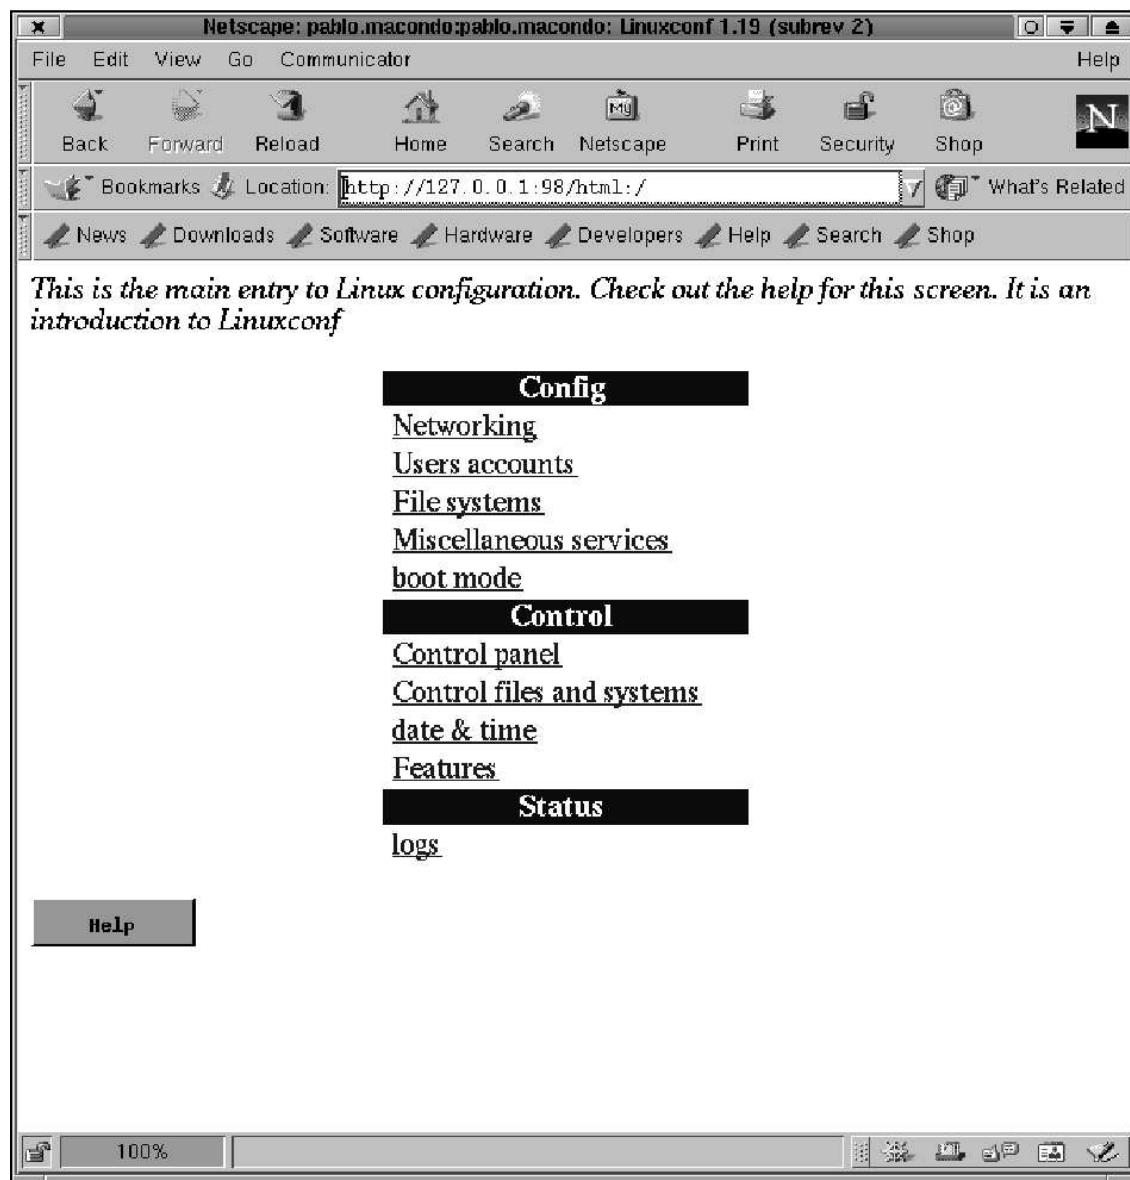 Netscape: pablo.macondo:pablo.macondo: Linuxconf 1.19 (subrev 2)
File Edit View Go Communicator Help
Back Forward Reload Home Search Netscape Print Security Shop
My
N
Bookmarks Location: http://127.0.0.1:98/html:/ What's Related
News Downloads Software Hardware Developers Help Search Shop
This is the main entry to Linux configuration. Check out the help for this screen. It is an
introduction to Linuxconf
Config
Networking
Users accounts
File systems
Miscellaneous services
boot mode
Control
Control panel
Control files and systems
date & time
Features
Status
logs
Help
100%